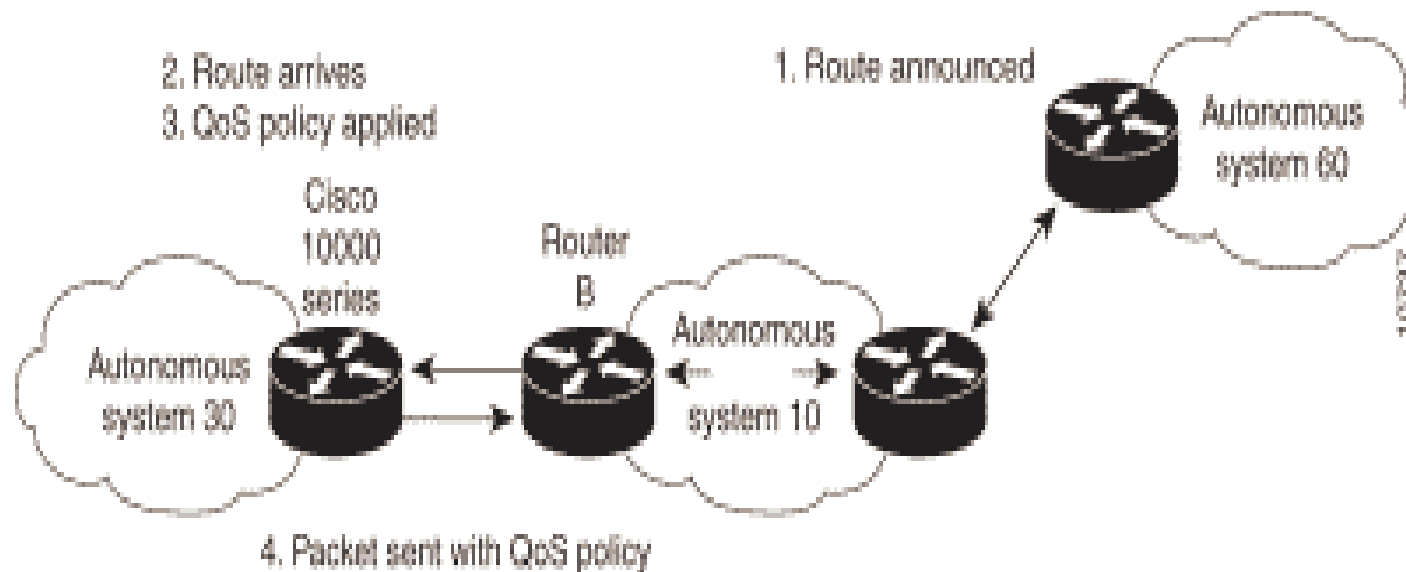 2. Route arrives
3. QoS policy applied
1. Route announced
Autonomous
system 60
Cisco
10000
series
Router
B
Autonomous
system 30
Autonomous
system 10
4. Packet sent with QoS policy